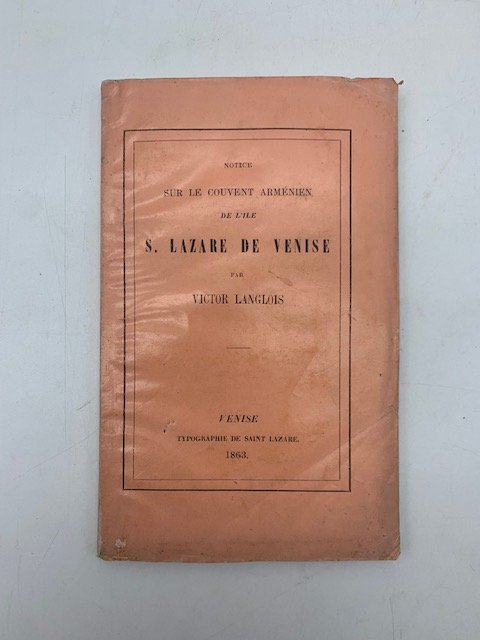 NOTICE
SUR LE COUVENT ARMÉNIEN
DE L'ILE
S. LAZARE DE VENISE
PAR
VICTOR LANGLOIS
VENISE
TYPOGRAPHIE DE SAINT LAZARE.
1863.